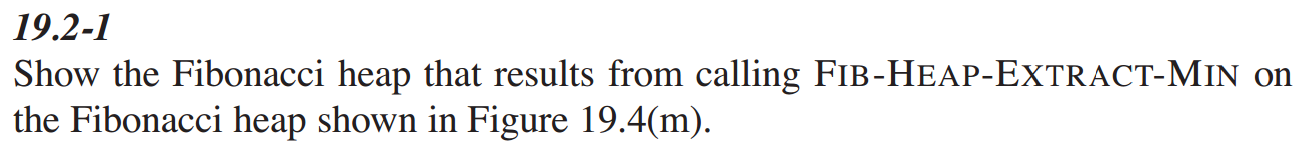 19.2-1
Show the Fibonacci heap that results from calling FIB-HEAP-EXTRACT-MIN on
the Fibonacci heap shown in Figure 19.4(m).